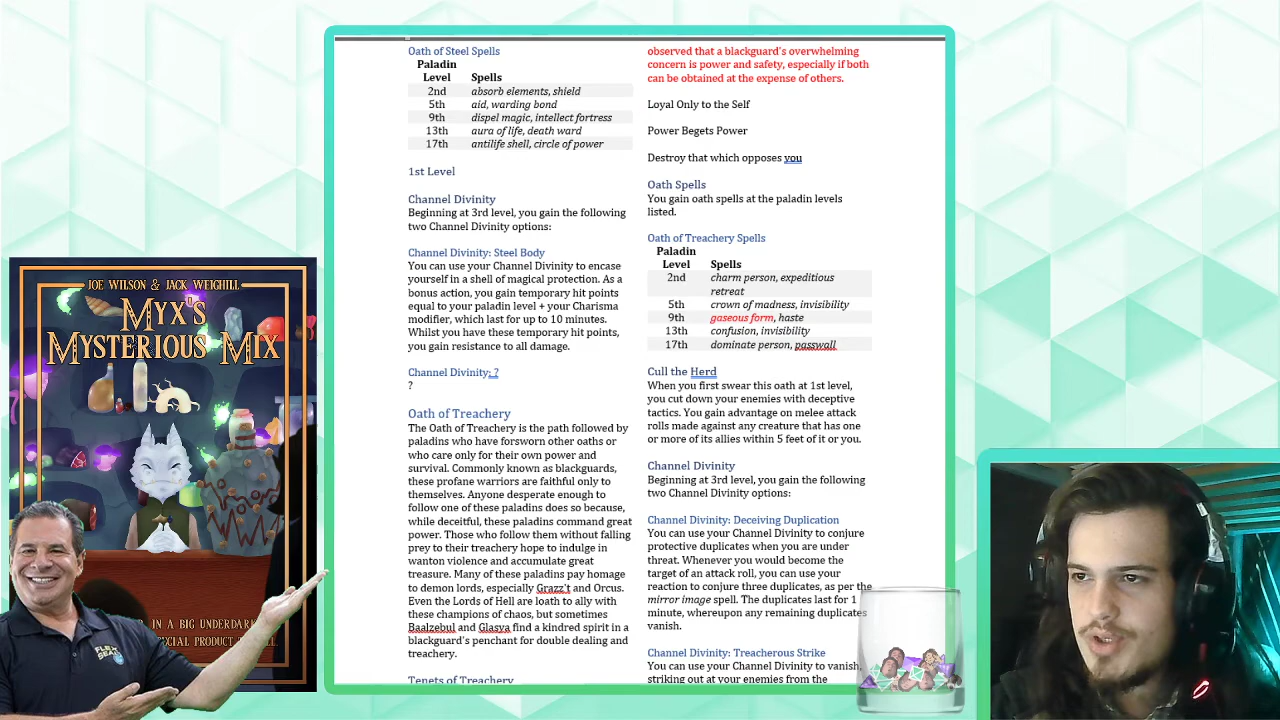 Oath of Steel Spells
Paladin
Level Spells
2nd absorb elements, shield
5th aid, warding bond
9th dispel magic, intellect fortress
13th aura of life, death ward
17th antilife shell, circle of power
1st Level
Channel Divinity
Beginning at 3rd level, you gain the following
two Channel Divinity options:
Channel Divinity: Steel Body
You can use your Channel Divinity to encase
yourself in a shell of magical protection. As a
bonus action, you gain temporary hit points
equal to your paladin level + your Charisma
modifier, which last for up to 10 minutes.
Whilst you have these temporary hit points,
you gain resistance to all damage.
Channel Divinity: ?
?
Oath of Treachery
The Oath of Treachery is the path followed by
paladins who have forsworn other oaths or
who care only for their own power and
survival. Commonly known as blackguards,
these profane warriors are faithful only to
themselves. Anyone desperate enough to
follow one of these paladins does so because,
while deceitful, these paladins command great
power. Those who follow them without falling
prey to their treachery hope to indulge in
wanton violence and accumulate great
treasure. Many of these paladins pay homage
to demon lords, especially Grazz't and Orcus.
Even the Lords of Hell are loath to ally with
these champions of chaos, but sometimes
Baalzebul and Glasya find a kindred spirit in a
blackguard's penchant for double dealing and
treachery.
Tenets of Treachery
observed that a blackguard's overwhelming
concern is power and safety, especially if both
can be obtained at the expense of others.
Loyal Only to the Self
Power Begets Power
Destroy that which opposes you
Oath Spells
You gain oath spells at the paladin levels
listed.
Oath of Treachery Spells
Paladin
Level Spells
2nd charm person, expeditious
retreat
5th crown of madness, invisibility
9th gaseous form, haste
13th confusion, invisibility
17th dominate person, passwall
Cull the Herd
When you first swear this oath at 1st level,
you cut down your enemies with deceptive
tactics. You gain advantage on melee attack
rolls made against any creature that has one
or more of its allies within 5 feet of it or you.
Channel Divinity
Beginning at 3rd level, you gain the following
two Channel Divinity options:
Channel Divinity: Deceiving Duplication
You can use your Channel Divinity to conjure
protective duplicates when you are under
threat. Whenever you would become the
target of an attack roll, you can use your
reaction to conjure three duplicates, as per the
mirror image spell. The duplicates last for 1
minute, whereupon any remaining duplicates
vanish.
Channel Divinity: Treacherous Strike
You can use your Channel Divinity to vanish,
striking out at your enemies from the
JOE WILSON & JACK WEIGHILL
MYX'S
MYSTERIOUS MIX
IN A BIG UNDERDARK
SPECIAL PRODUCT
FLEX
SEAL